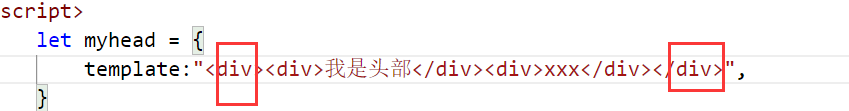 script>
let myhead = {
template:"<div><div>我是头部</div><div>xxx</div></div>",
}